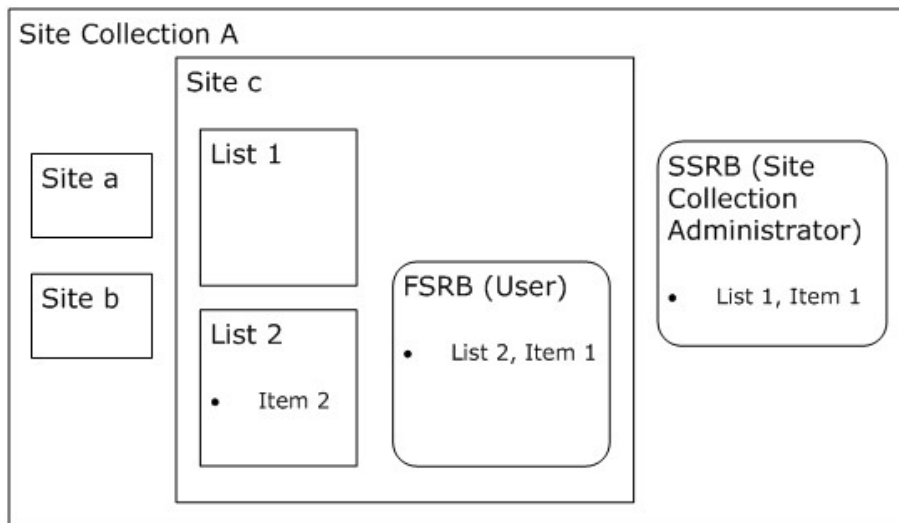 Site Collection A
Site c
Site a
Site b
List 1
List 2
• Item 2
FSRB (User)
• List 2, Item 1
SSRB (Site
Collection
Administrator)
• List 1, Item 1